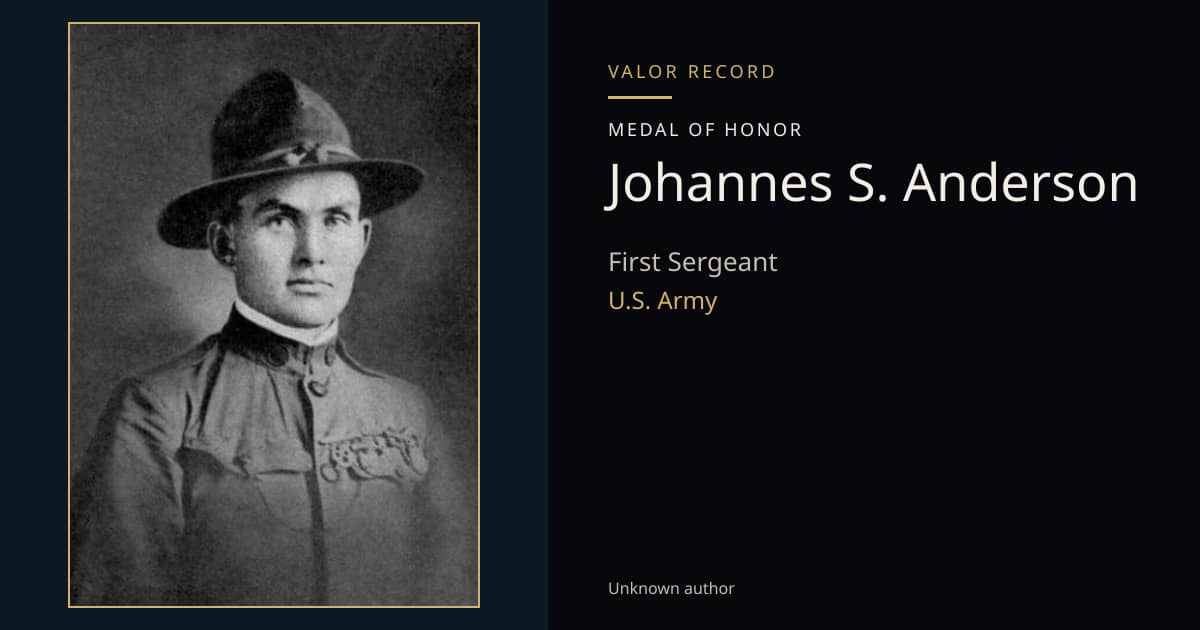 VALOR RECORD
MEDAL OF HONOR
Johannes S. Anderson
First Sergeant
U.S. Army
Unknown author